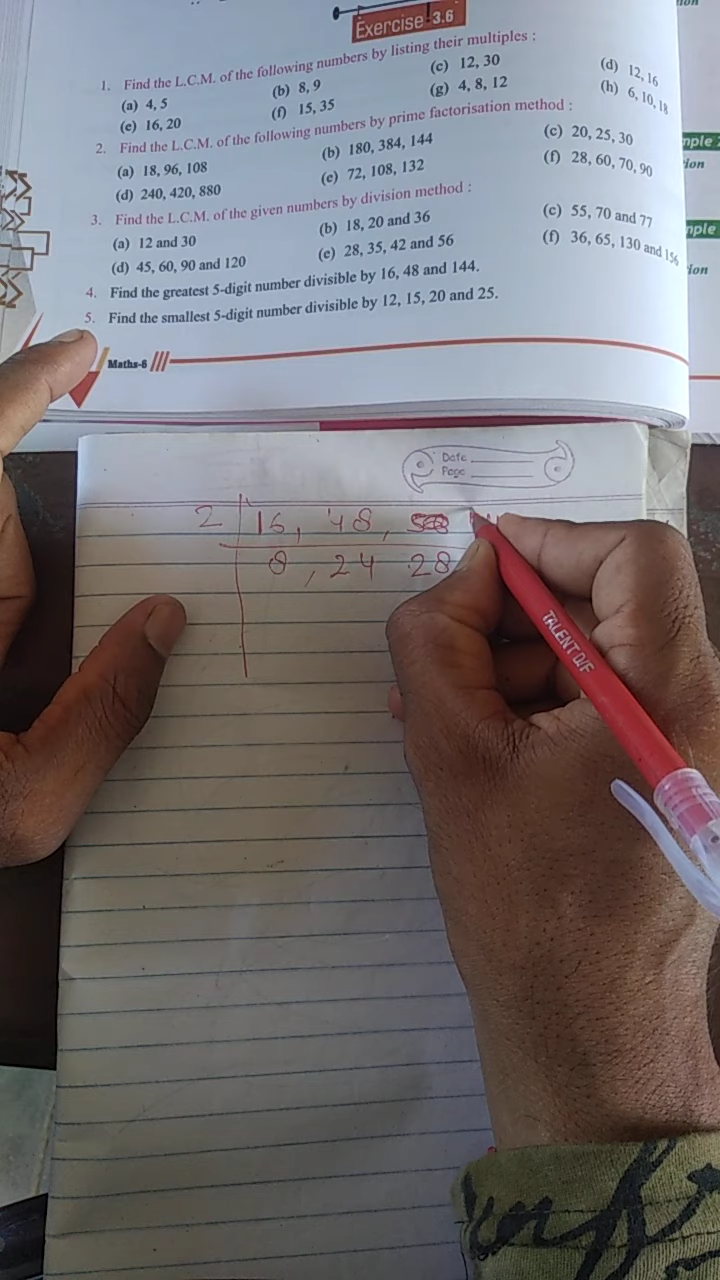 Exercise 3.6
1. Find the L.C.M. of the following numbers by listing their multiples :
(a) 4, 5 (b) 8, 9 (c) 12, 30 (d) 12, 16
(e) 16, 20 (f) 15, 35 (g) 4, 8, 12 (h) 6, 10, 18
2. Find the L.C.M. of the following numbers by prime factorisation method :
(a) 18, 96, 108 (b) 180, 384, 144 (c) 20, 25, 30
(d) 240, 420, 880 (e) 72, 108, 132 (f) 28, 60, 70, 90
3. Find the L.C.M. of the given numbers by division method :
(a) 12 and 30 (b) 18, 20 and 36 (c) 55, 70 and 77
(d) 45, 60, 90 and 120 (e) 28, 35, 42 and 56 (f) 36, 65, 130 and 156
4. Find the greatest 5-digit number divisible by 16, 48 and 144.
5. Find the smallest 5-digit number divisible by 12, 15, 20 and 25.
Maths-6
Date
Page
2 16, 48,
8, 24 28
TALENT D/F